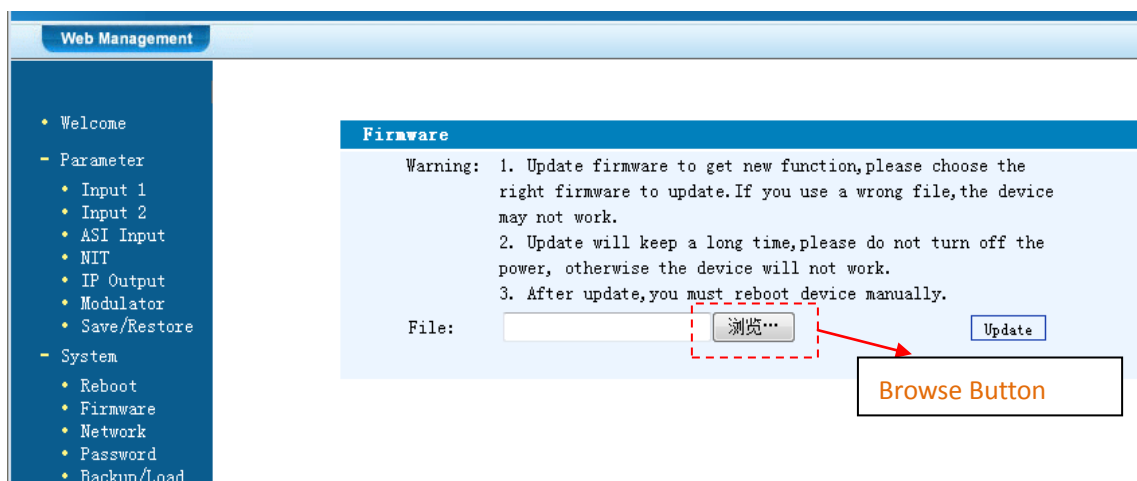 Web Management
Welcome
Parameter
Input 1
Input 2
ASI Input
NIT
IP Output
Modulator
Save/Restore
System
Reboot
Firmware
Network
Password
Backup/Load
Firmware
Warning: 1. Update firmware to get new function,please choose the
right firmware to update.If you use a wrong file,the device
may not work.
2. Update will keep a long time,please do not turn off the
power, otherwise the device will not work.
3. After update,you must reboot device manually.
File: 浏览… Update
Browse Button